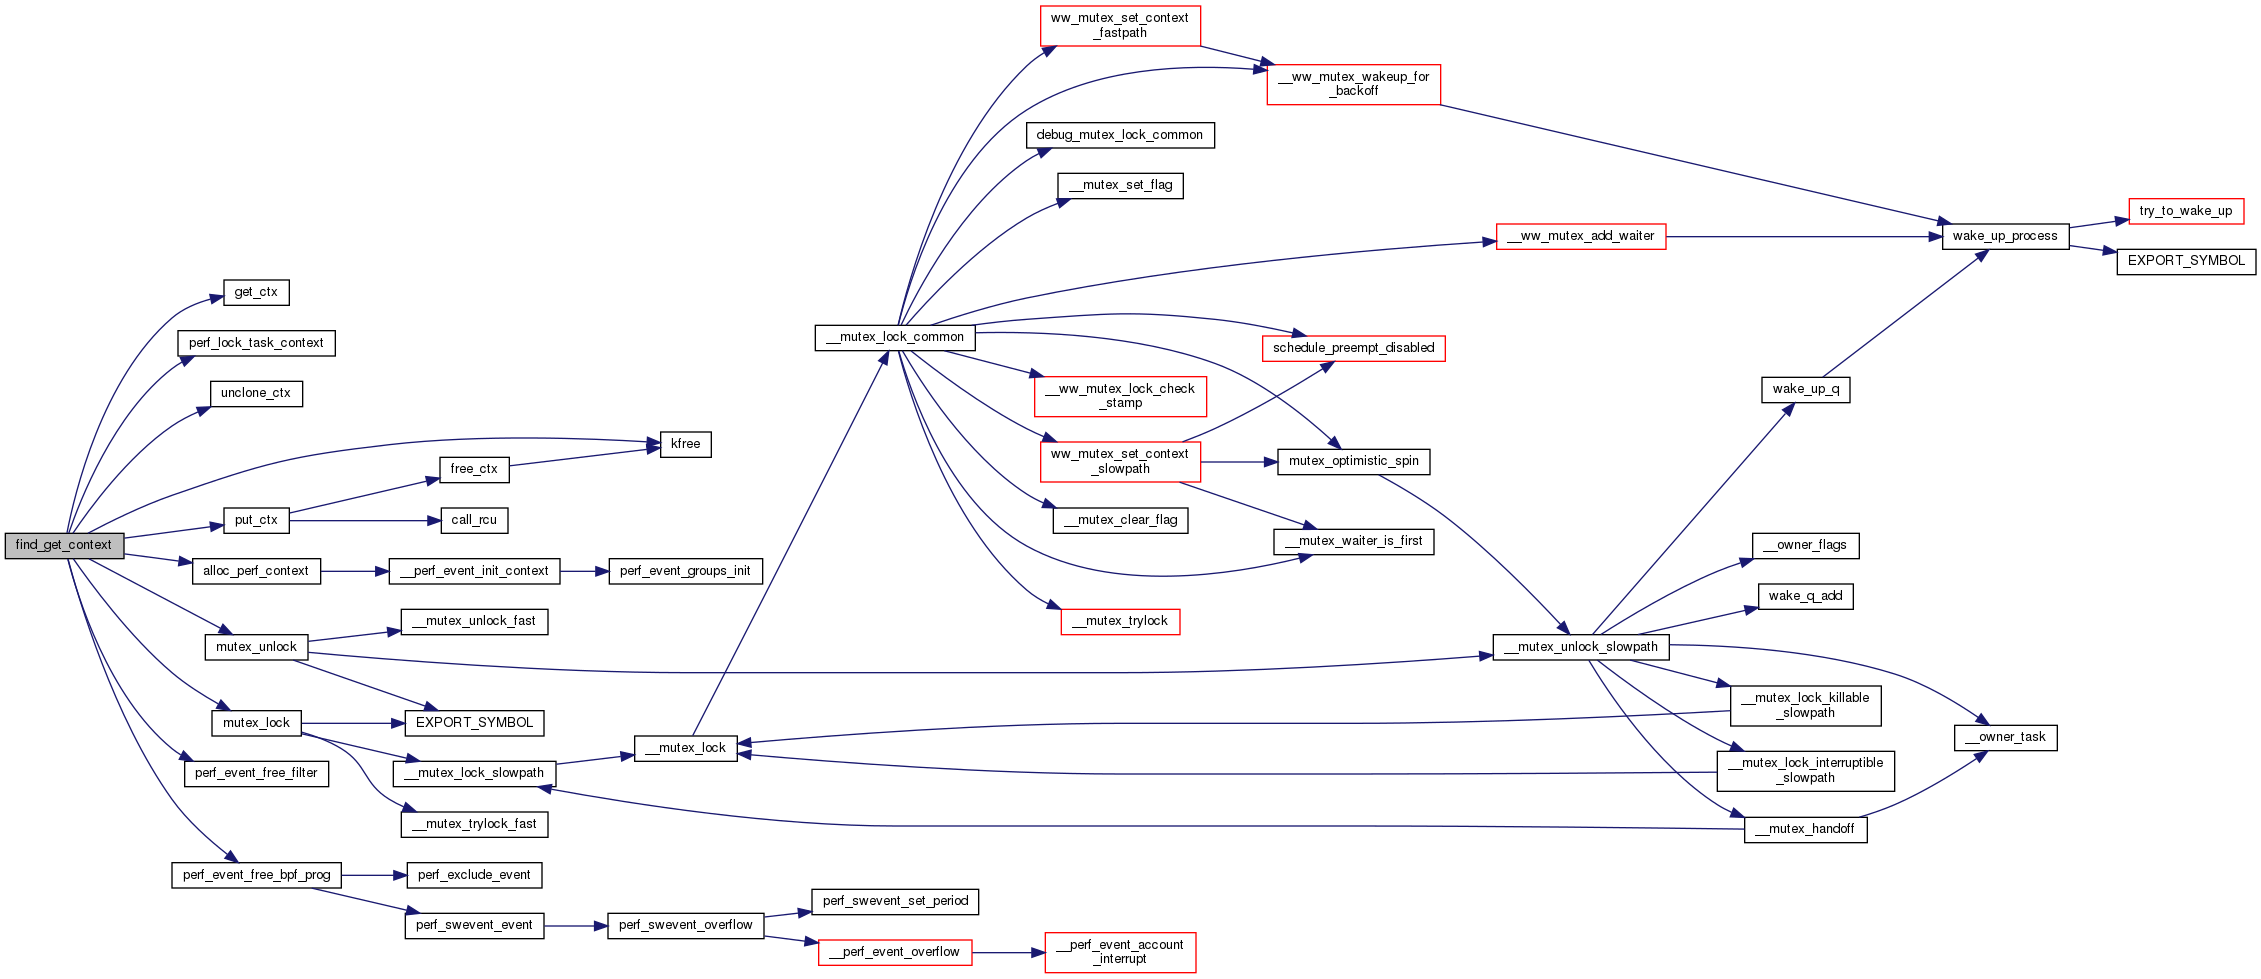 ww_mutex_set_context
_fastpath
__ww_mutex_wakeup_for
_backoff
debug_mutex_lock_common
__mutex_set_flag
try_to_wake_up
__ww_mutex_add_waiter
wake_up_process
EXPORT_SYMBOL
get_ctx
perf_lock_task_context
__mutex_lock_common
schedule_preempt_disabled
unclone_ctx
__ww_mutex_lock_check
_stamp
wake_up_q
kfree
free_ctx
ww_mutex_set_context
_slowpath
mutex_optimistic_spin
put_ctx
call_rcu
__mutex_clear_flag
find_get_context
__mutex_waiter_is_first
__owner_flags
alloc_perf_context
__perf_event_init_context
perf_event_groups_init
wake_q_add
__mutex_unlock_fast
__mutex_trylock
mutex_unlock
__mutex_unlock_slowpath
__mutex_lock_killable
_slowpath
mutex_lock
EXPORT_SYMBOL
__owner_task
__mutex_lock
perf_event_free_filter
__mutex_lock_slowpath
__mutex_lock_interruptible
_slowpath
__mutex_trylock_fast
__mutex_handoff
perf_event_free_bpf_prog
perf_exclude_event
perf_swevent_set_period
perf_swevent_event
perf_swevent_overflow
__perf_event_overflow
__perf_event_account
_interrupt